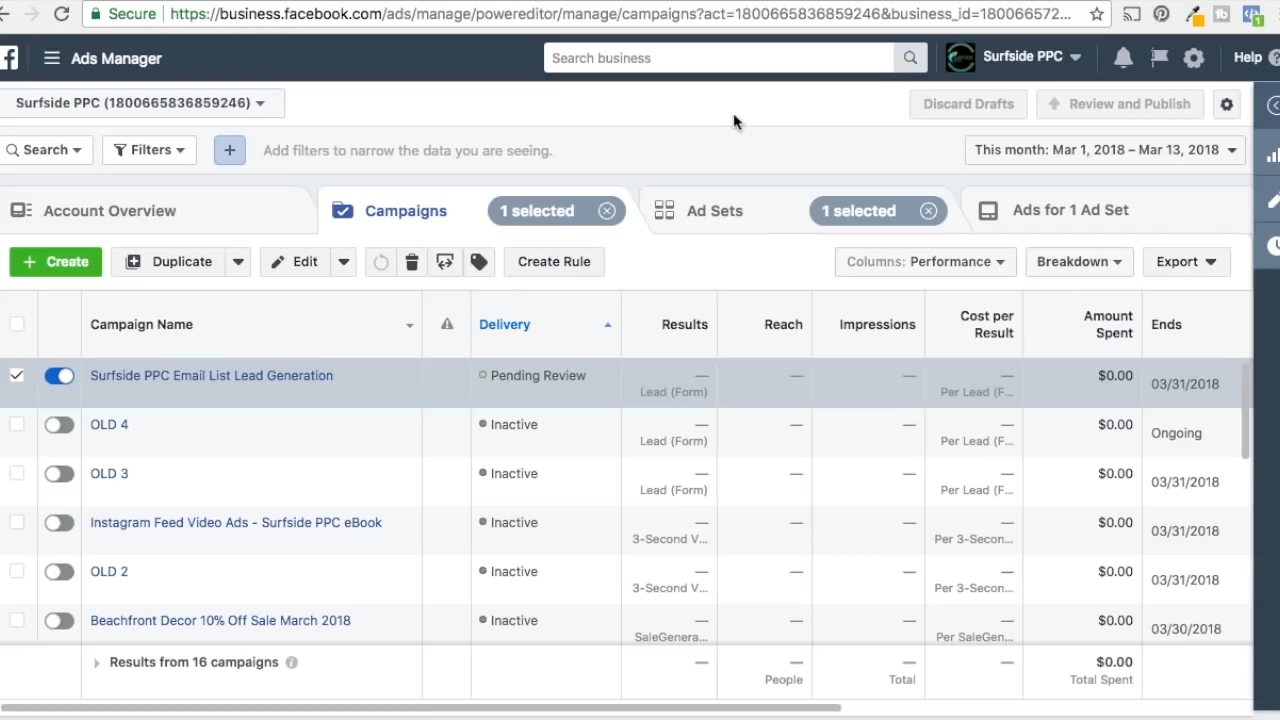 Secure
https://business.facebook.com/ads/manage/powereditor/manage/campaigns?act=1800665836859246&business_id=180066572...
Ads Manager
Search business
Surfside PPC
Help
Surfside PPC (1800665836859246)
Discard Drafts
Review and Publish
Search
Filters
+
Add filters to narrow the data you are seeing.
This month: Mar 1, 2018 – Mar 13, 2018
Account Overview
Campaigns
1 selected
Ad Sets
1 selected
Ads for 1 Ad Set
+ Create
Duplicate
Edit
Create Rule
Columns: Performance
Breakdown
Export
Campaign Name
Delivery
Results
Reach
Impressions
Cost per
Result
Amount
Spent
Ends
Surfside PPC Email List Lead Generation
Pending Review
—
Lead (Form)
—
—
—
Per Lead (F...
$0.00
03/31/2018
OLD 4
Inactive
—
Lead (Form)
—
—
—
Per Lead (F...
$0.00
Ongoing
OLD 3
Inactive
—
Lead (Form)
—
—
—
Per Lead (F...
$0.00
03/31/2018
Instagram Feed Video Ads - Surfside PPC eBook
Inactive
—
3-Second V...
—
—
—
Per 3-Secon...
$0.00
03/31/2018
OLD 2
Inactive
—
3-Second V...
—
—
—
Per 3-Secon...
$0.00
03/31/2018
Beachfront Decor 10% Off Sale March 2018
Inactive
—
SaleGenera...
—
—
—
Per SaleGen...
$0.00
03/30/2018
Results from 16 campaigns
—
—
People
—
Total
—
$0.00
Total Spent